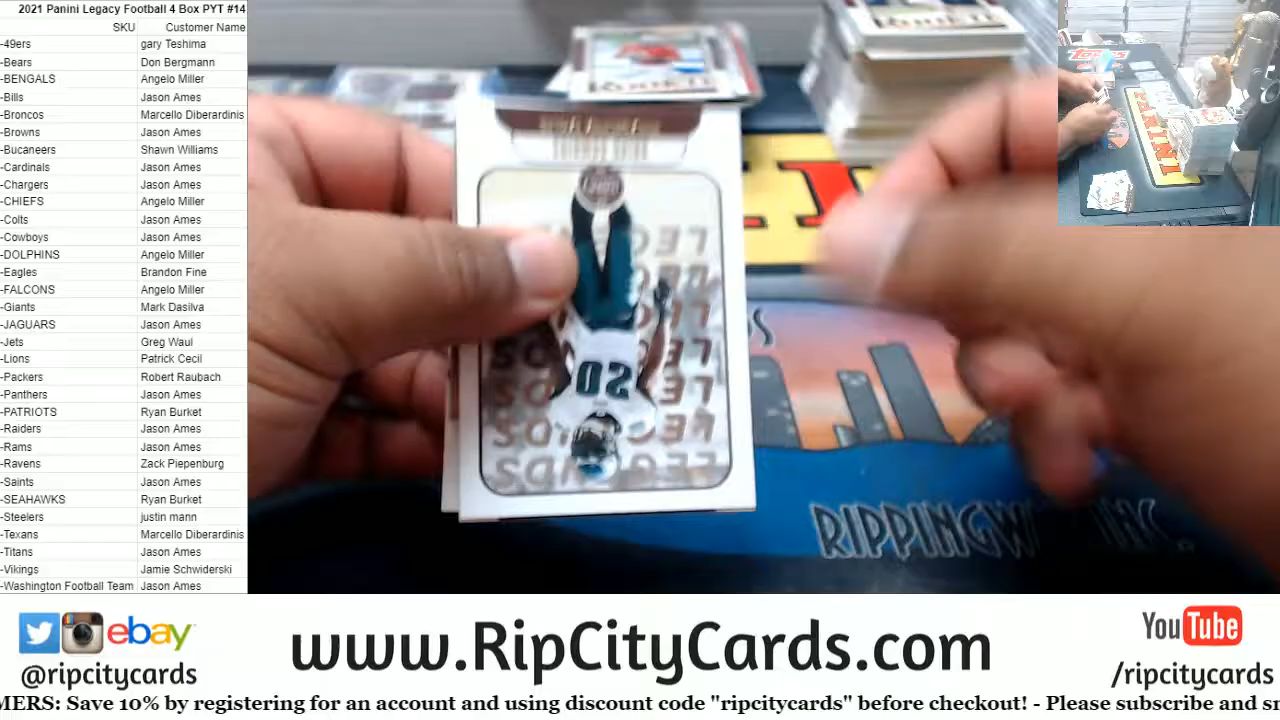 2021 Panini Legacy Football 4 Box PYT #14
SKU Customer Name
-49ers gary Teshima
-Bears Don Bergmann
-BENGALS Angelo Miller
-Bills Jason Ames
-Broncos Marcello Diberardinis
-Browns Jason Ames
-Bucaneers Shawn Williams
-Cardinals Jason Ames
-Chargers Jason Ames
-CHIEFS Angelo Miller
-Colts Jason Ames
-Cowboys Jason Ames
-DOLPHINS Angelo Miller
-Eagles Brandon Fine
-FALCONS Angelo Miller
-Giants Mark Dasilva
-JAGUARS Jason Ames
-Jets Greg Waul
-Lions Patrick Cecil
-Packers Robert Raubach
-Panthers Jason Ames
-PATRIOTS Ryan Burket
-Raiders Jason Ames
-Rams Jason Ames
-Ravens Zack Piepenburg
-Saints Jason Ames
-SEAHAWKS Ryan Burket
-Steelers justin mann
-Texans Marcello Diberardinis
-Titans Jason Ames
-Vikings Jamie Schwiderski
-Washington Football Team Jason Ames
LEGENDS
LEGENDS
LEGENDS
20
PANINI
ebay
@ripcitycards
www.RipCityCards.com
YouTube
/ripcitycards
MERS: Save 10% by registering for an account and using discount code "ripcitycards" before checkout! - Please subscribe and